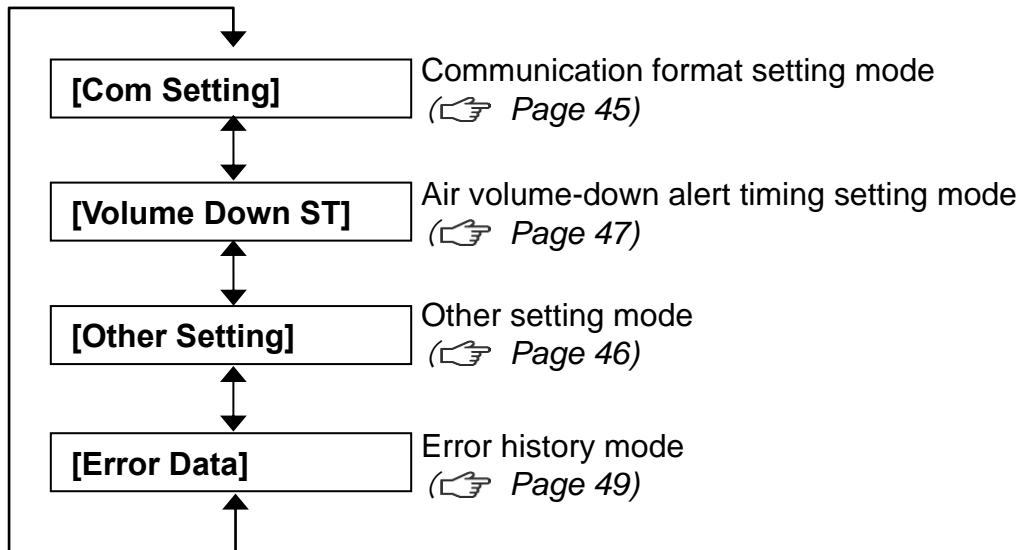 [Com Setting]
Communication format setting mode
(☞ Page 45)
[Volume Down ST]
Air volume-down alert timing setting mode
(☞ Page 47)
[Other Setting]
Other setting mode
(☞ Page 46)
[Error Data]
Error history mode
(☞ Page 49)